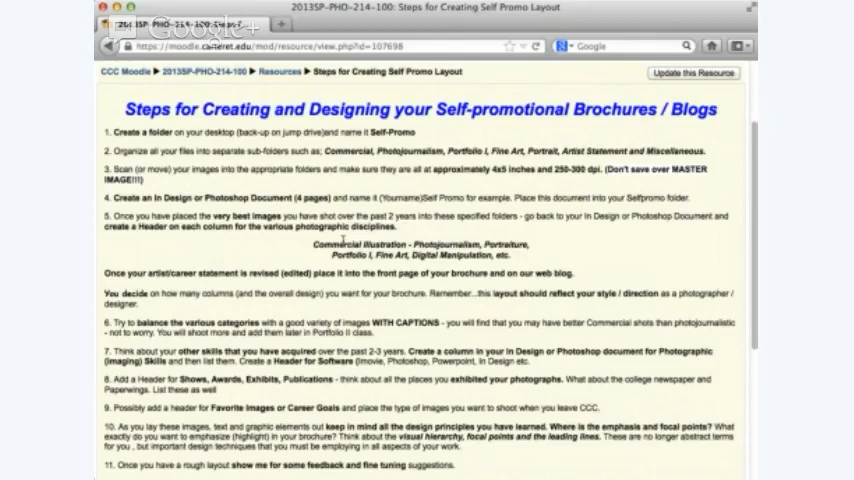 2013SP-PHO-214-100: Steps for Creating Self Promo Layout
2013SP-PHO-214-100: Steps f...
Google+
https://moodle.carteret.edu/mod/resource/view.php?id=107698
Google
CCC Moodle ▶ 2013SP-PHO-214-100 ▶ Resources ▶ Steps for Creating Self Promo Layout
Update this Resource
Steps for Creating and Designing your Self-promotional Brochures / Blogs
1. Create a folder on your desktop (back-up on jump drive)and name it Self-Promo
2. Organize all your files into separate sub-folders such as; Commercial, Photojournalism, Portfolio I, Fine Art, Portrait, Artist Statement and Miscellaneous.
3. Scan (or move) your images into the appropriate folders and make sure they are all at approximately 4x5 inches and 250-300 dpi. (Don't save over MASTER
IMAGE!!!)
4. Create an In Design or Photoshop Document (4 pages) and name it (Yourname)Self Promo for example. Place this document into your Selfpromo folder.
5. Once you have placed the very best images you have shot over the past 2 years into these specified folders - go back to your In Design or Photoshop Document and
create a Header on each column for the various photographic disciplines.
Commercial Illustration - Photojournalism, Portraiture,
Portfolio I, Fine Art, Digital Manipulation, etc.
Once your artist/career statement is revised (edited) place it into the front page of your brochure and on our web blog.
You decide on how many columns (and the overall design) you want for your brochure. Remember...this layout should reflect your style / direction as a photographer /
designer.
6. Try to balance the various categories with a good variety of images WITH CAPTIONS - you will find that you may have better Commercial shots than photojournalistic
- not to worry. You will shoot more and add them later in Portfolio II class.
7. Think about your other skills that you have acquired over the past 2-3 years. Create a column in your In Design or Photoshop document for Photographic
(imaging) Skills and then list them. Create a Header for Software (Imovie, Photoshop, Powerpoint, In Design etc.
8. Add a Header for Shows, Awards, Exhibits, Publications - think about all the places you exhibited your photographs. What about the college newspaper and
Paperwings. List these as well
9. Possibly add a header for Favorite Images or Career Goals and place the type of images you want to shoot when you leave CCC.
10. As you lay these images, text and graphic elements out keep in mind all the design principles you have learned. Where is the emphasis and focal points? What
exactly do you want to emphasize (highlight) in your brochure? Think about the visual hierarchy, focal points and the leading lines. These are no longer abstract terms
for you , but important design techniques that you must be employing in all aspects of your work.
11. Once you have a rough layout show me for some feedback and fine tuning suggestions.